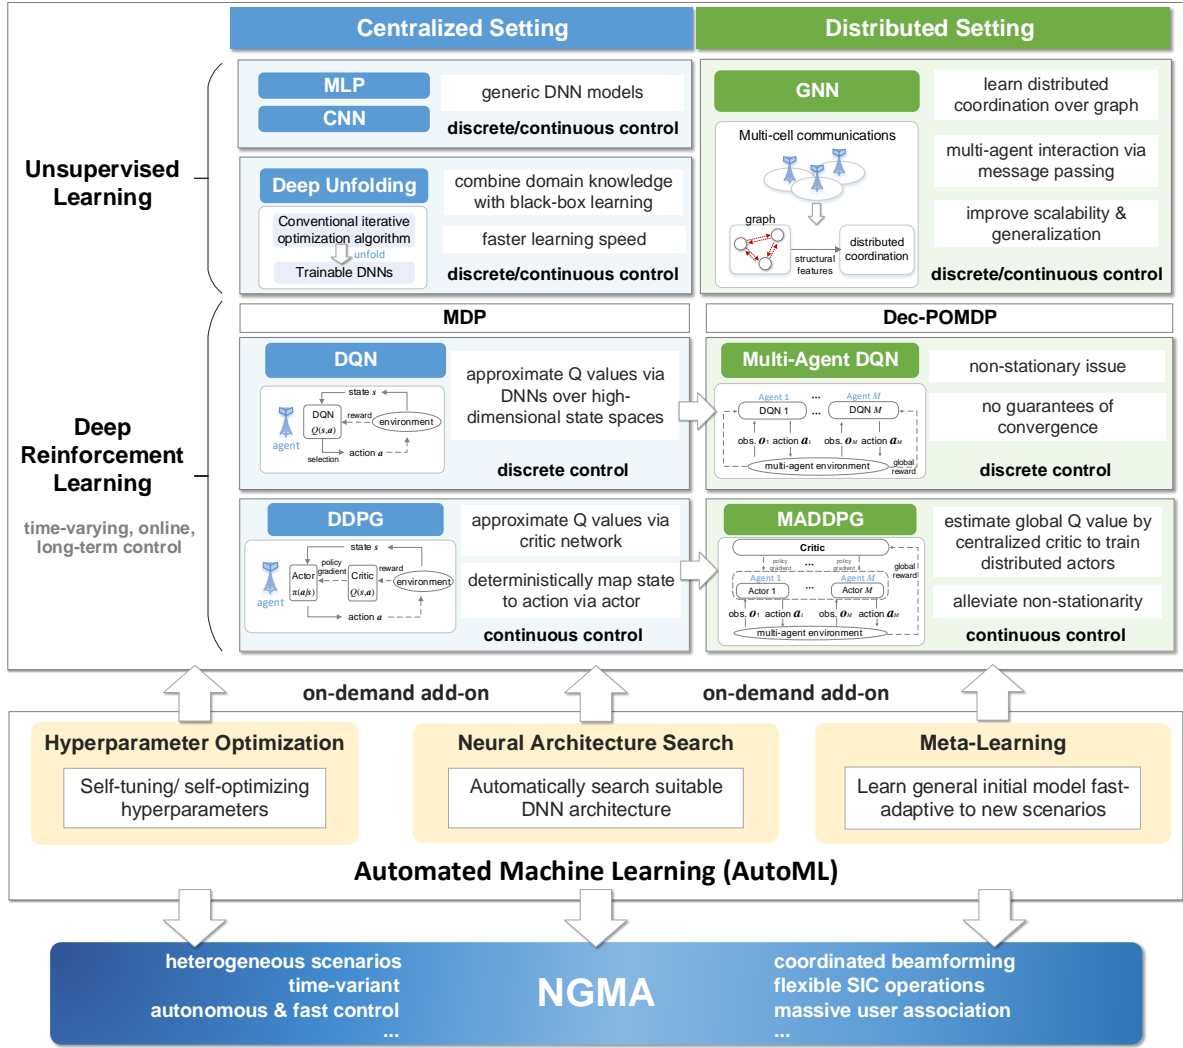 Centralized Setting
Distributed Setting
Unsupervised
Learning
MLP
CNN
generic DNN models
discrete/continuous control
Deep Unfolding
Conventional iterative
optimization algorithm
unfold
Trainable DNNs
combine domain knowledge
with black-box learning
faster learning speed
discrete/continuous control
GNN
Multi-cell communications
graph
structural
features
distributed
coordination
learn distributed
coordination over graph
multi-agent interaction via
message passing
improve scalability &
generalization
discrete/continuous control
Deep
Reinforcement
Learning
time-varying, online,
long-term control
MDP
Dec-POMDP
DQN
state s
DQN
Q(s,a)
reward
environment
agent
selection
action a
approximate Q values via
DNNs over high-
dimensional state spaces
discrete control
Multi-Agent DQN
Agent 1
...
Agent M
DQN 1
...
DQN M
obs. o1 action a1
obs. oM action aM
multi-agent environment
global
reward
non-stationary issue
no guarantees of
convergence
discrete control
DDPG
state s
policy
gradient
reward
Actor
π(a|s)
Critic
Q(s,a)
environment
agent
action a
approximate Q values via
critic network
deterministically map state
to action via actor
continuous control
MADDPG
Critic
policy
gradient
...
policy
gradient
global
reward
Agent 1
Agent M
Actor 1
...
Actor M
obs. o1 action a1
obs. oM action aM
multi-agent environment
estimate global Q value by
centralized critic to train
distributed actors
alleviate non-stationarity
continuous control
on-demand add-on
on-demand add-on
Hyperparameter Optimization
Self-tuning/ self-optimizing
hyperparameters
Neural Architecture Search
Automatically search suitable
DNN architecture
Meta-Learning
Learn general initial model fast-
adaptive to new scenarios
Automated Machine Learning (AutoML)
heterogeneous scenarios
time-variant
autonomous & fast control
...
NGMA
coordinated beamforming
flexible SIC operations
massive user association
...